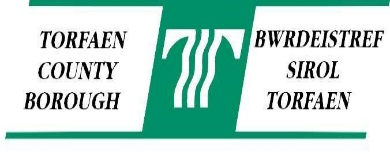 TORFAEN
COUNTY
BOROUGH
BWRDEISTREF
SIROL
TORFAEN